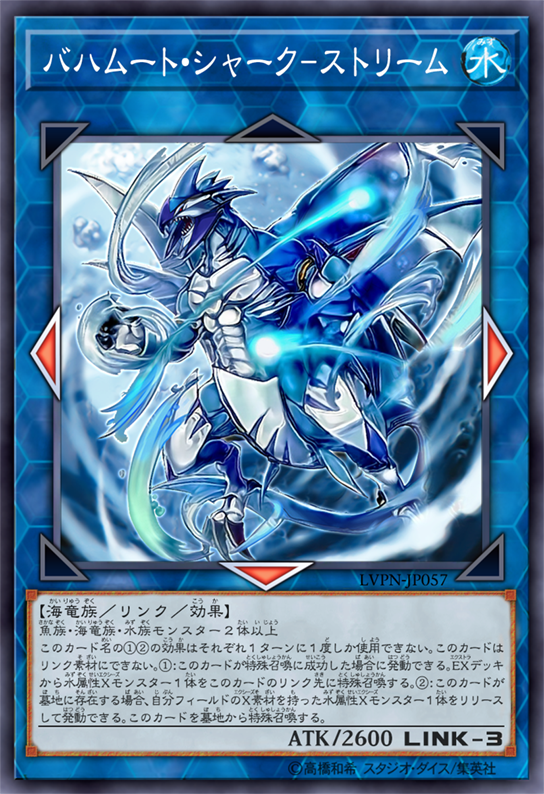 バハムート・シャーク-ストリーム
水
LVPN-JP057
【海竜族／リンク／効果】
魚族・海竜族・水族モンスター２体以上
このカード名の①②の効果はそれぞれ１ターンに１度しか使用できない。このカードは
リンク素材にできない。①：このカードが特殊召喚に成功した場合に発動できる。EXデッキ
から水属性Xモンスター１体をこのカードのリンク先に特殊召喚する。②：このカードが
墓地に存在する場合、自分フィールドのX素材を持った水属性Xモンスター１体をリリース
して発動できる。このカードを墓地から特殊召喚する。
ATK/2600 LINK-3
©高橋和希 スタジオ・ダイス/集英社